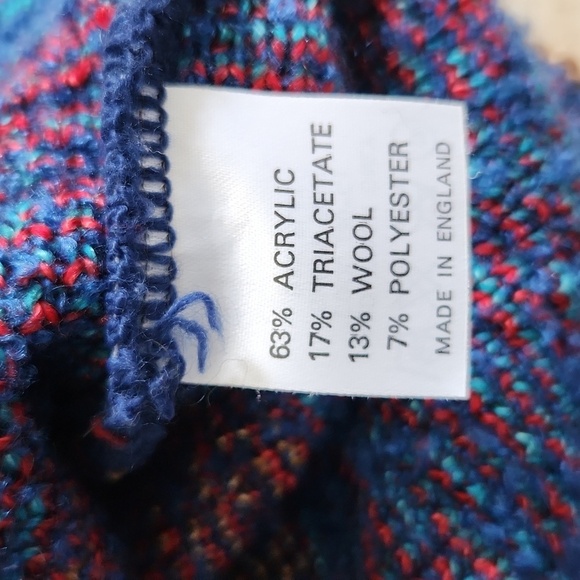 63% ACRYLIC
17% TRIACETATE
13% WOOL
7% POLYESTER
MADE IN ENGLAND